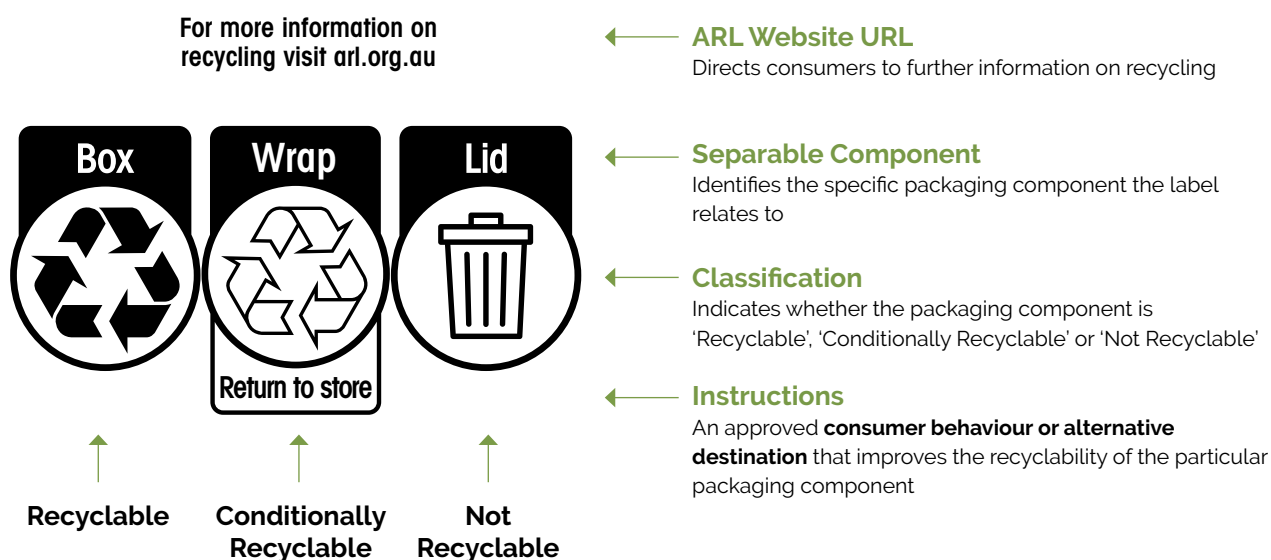 For more information on
recycling visit arl.org.au
Box
Wrap
Lid
Return to store
Recyclable
Conditionally
Recyclable
Not
Recyclable
ARL Website URL
Directs consumers to further information on recycling
Separable Component
Identifies the specific packaging component the label
relates to
Classification
Indicates whether the packaging component is
‘Recyclable’, ‘Conditionally Recyclable’ or ‘Not Recyclable’
Instructions
An approved consumer behaviour or alternative
destination that improves the recyclability of the particular
packaging component